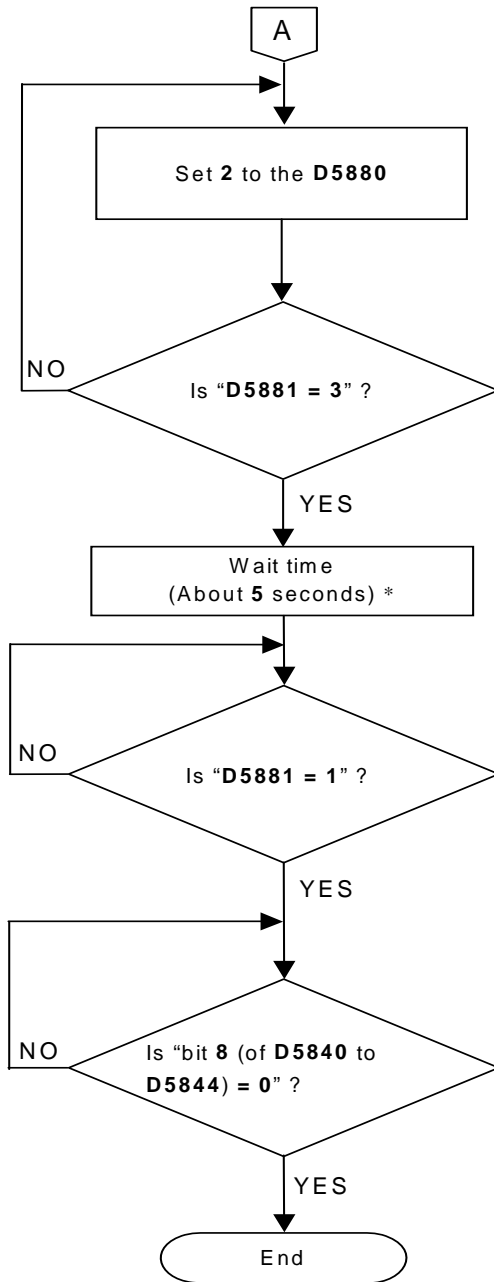 A
Set 2 to the D5880
NO
Is “D5881 = 3” ?
YES
Wait time
(About 5 seconds) *
NO
Is “D5881 = 1” ?
YES
NO
Is “bit 8 (of D5840 to
D5844) = 0” ?
YES
End